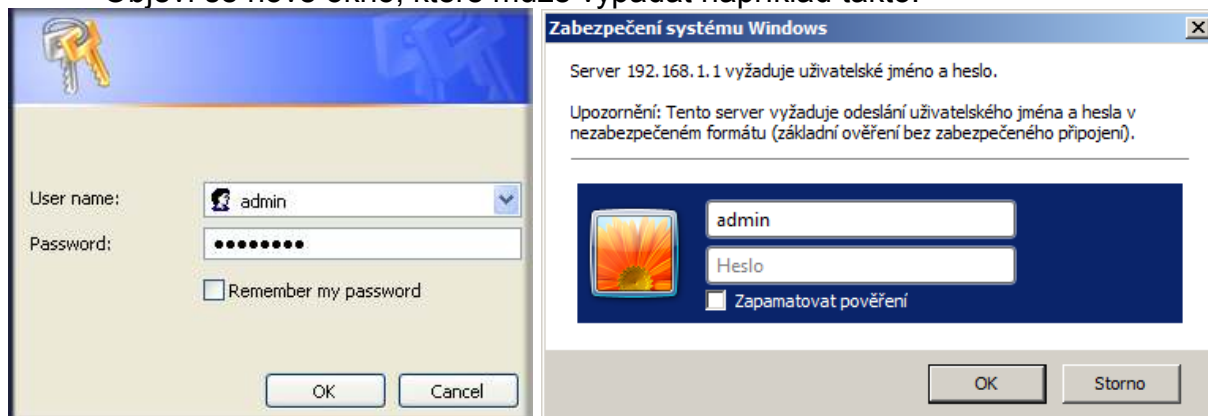 Objeví se nové okno, které může vypadat například takto:
User name:
admin
Password:
Remember my password
OK
Cancel
Zabezpečení systému Windows
Server 192.168.1.1 vyžaduje uživatelské jméno a heslo.
Upozornění: Tento server vyžaduje odeslání uživatelského jména a hesla v
nezabezpečeném formátu (základní ověření bez zabezpečeného připojení).
admin
Heslo
Zapamatovat pověření
OK
Storno